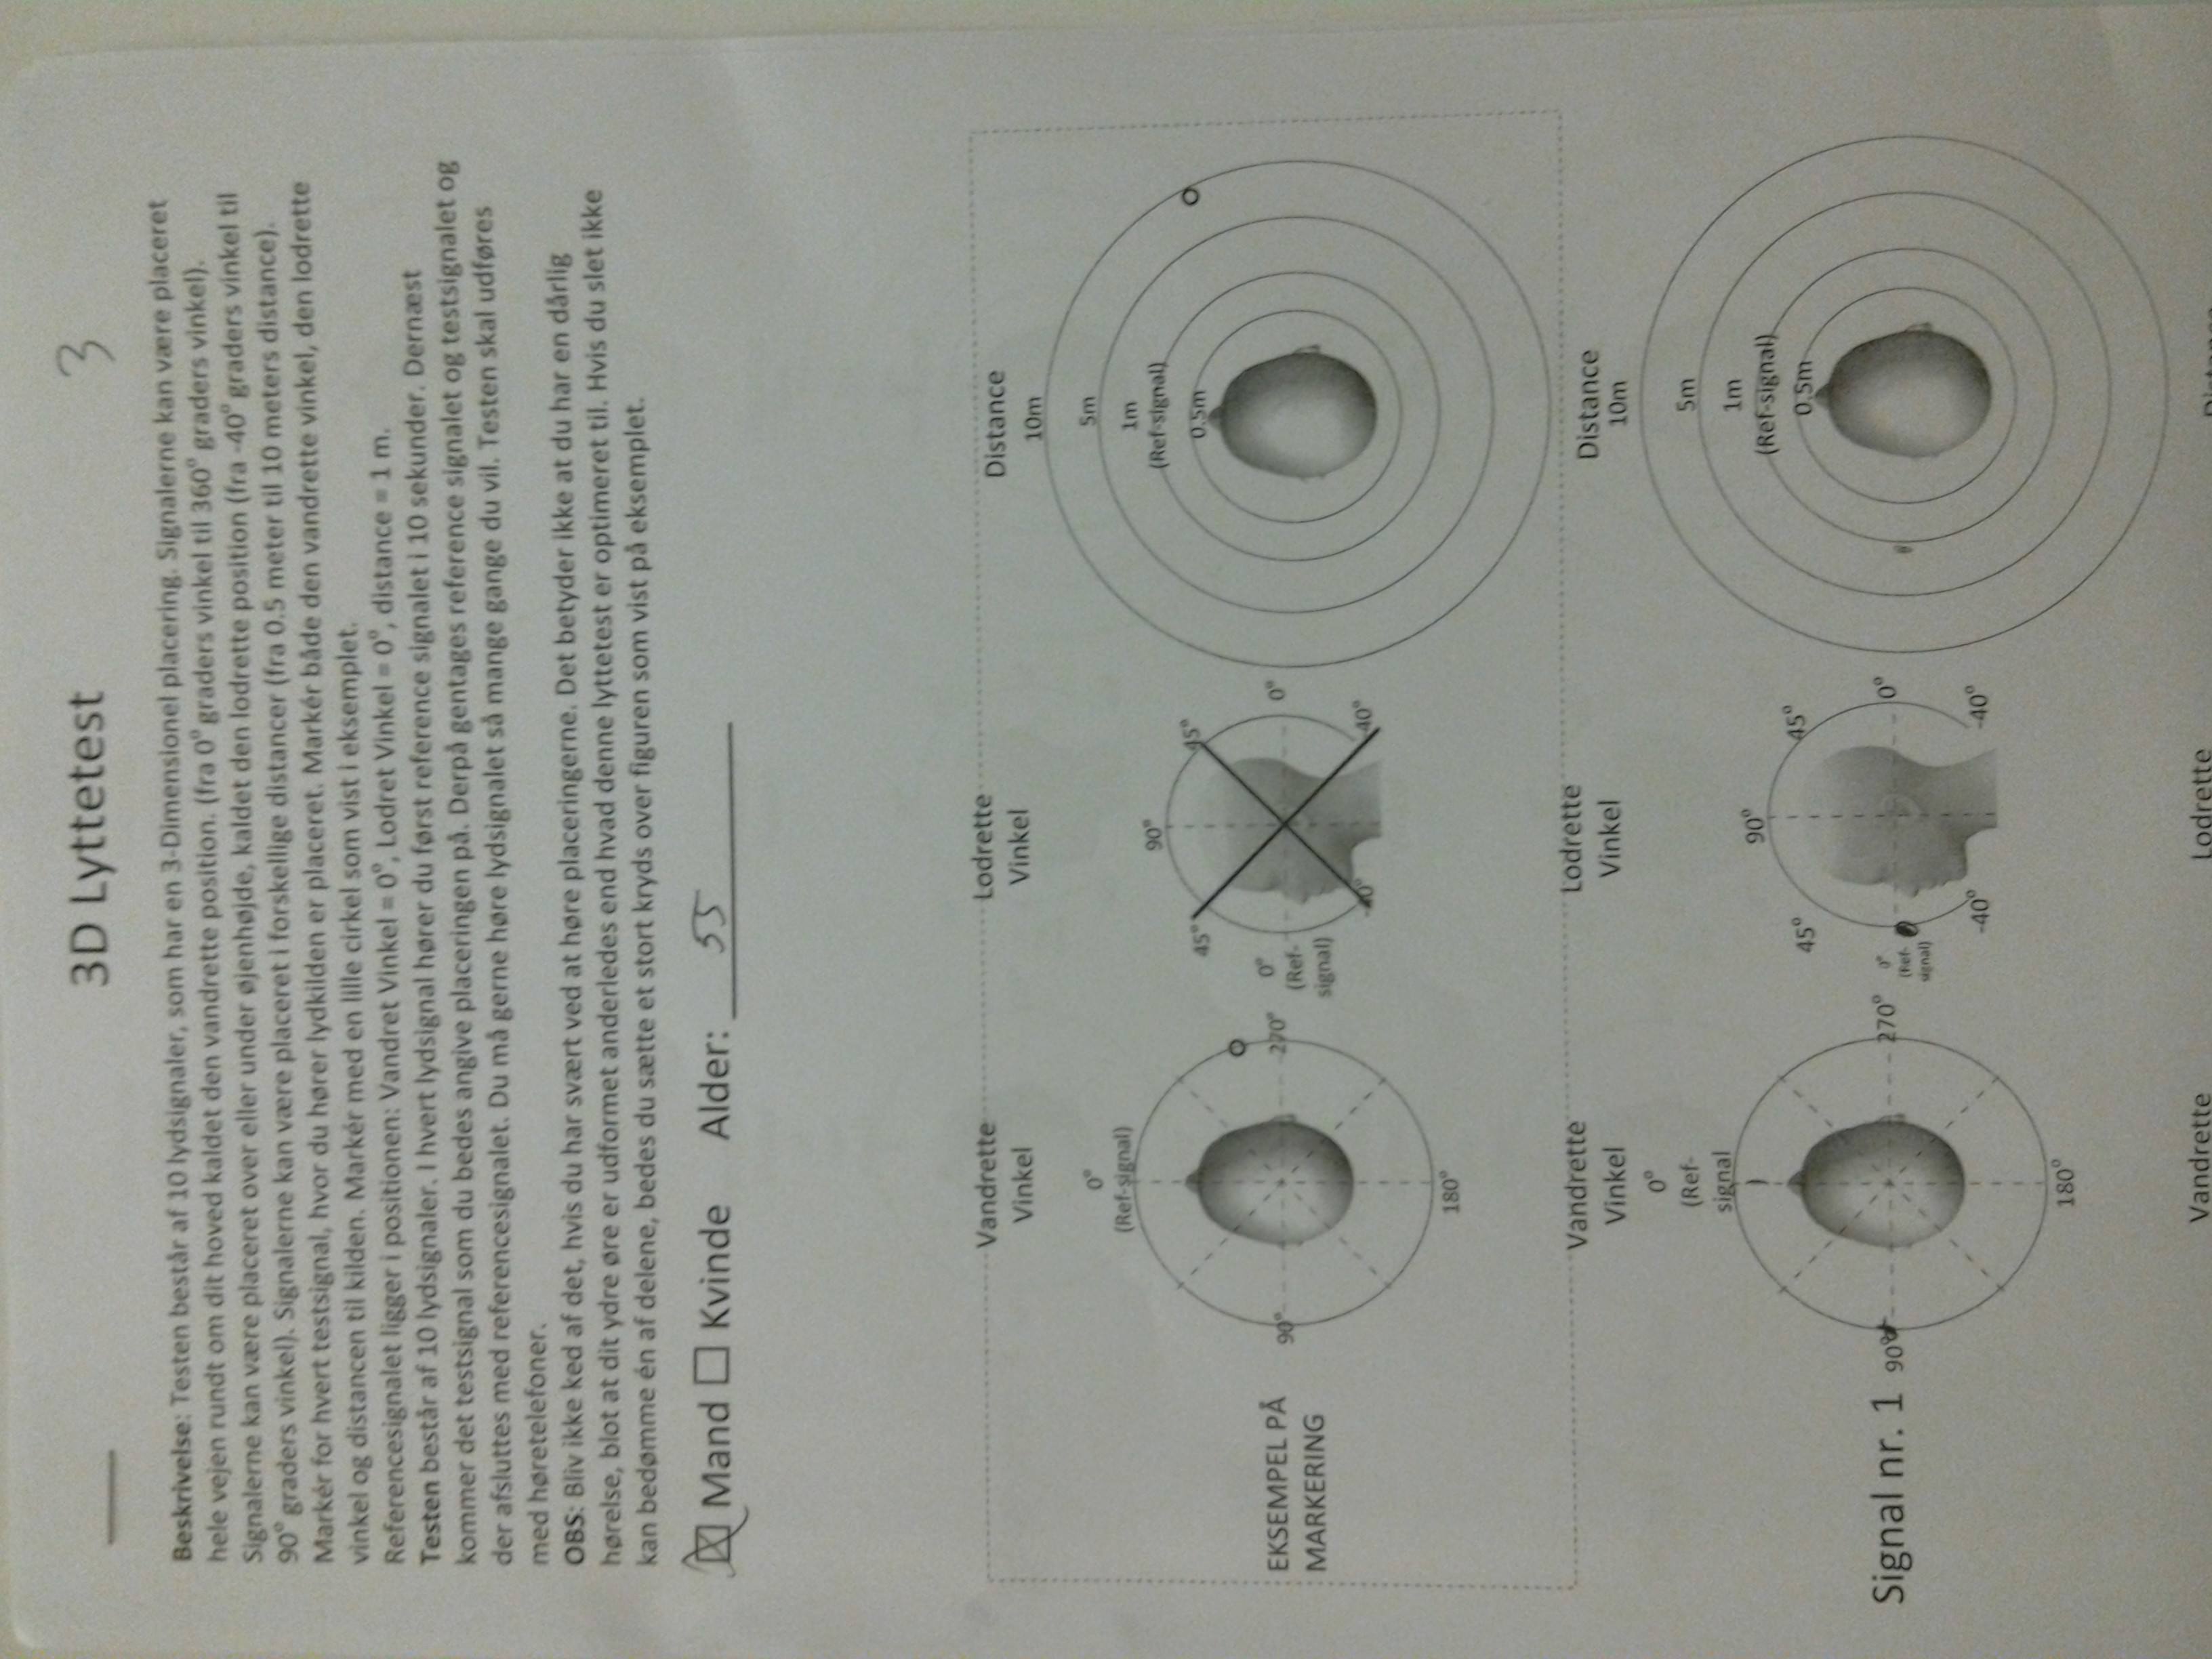 3D Lyttetest 3
Beskrivelse: Testen består af 10 lydsignaler, som har en 3-Dimensionel placering. Signalerne kan være placeret
hele vejen rundt om dit hoved kaldet den vandrette position. (fra 0° graders vinkel til 360° graders vinkel).
Signalerne kan være placeret over eller under øjenhøjde, kaldet den lodrette position (fra -40° graders vinkel til
90° graders vinkel). Signalerne kan være placeret i forskellige distancer (fra 0.5 meter til 10 meters distance).
Markér for hvert testsignal, hvor du hører lydkilden er placeret. Markér både den vandrette vinkel, den lodrette
vinkel og distancen til kilden. Markér med en lille cirkel som vist i eksemplet.
Referencesignalet ligger i positionen: Vandret Vinkel = 0°, Lodret Vinkel = 0°, distance = 1 m.
Testen består af 10 lydsignaler. I hvert lydsignal hører du først reference signalet i 10 sekunder. Dernæst
kommer det testsignal som du bedes angive placeringen på. Derpå gentages reference signalet og testsignalet og
der afsluttes med referencesignalet. Du må gerne høre lydsignalet så mange gange du vil. Testen skal udføres
med høretelefoner.
OBS: Bliv ikke ked af det, hvis du har svært ved at høre placeringerne. Det betyder ikke at du har en dårlig
hørelse, blot at dit ydre øre er udformet anderledes end hvad denne lyttetest er optimeret til. Hvis du slet ikke
kan bedømme én af delene, bedes du sætte et stort kryds over figuren som vist på eksemplet.
☒ Mand ☐ Kvinde Alder: 55
Vandrette
Vinkel
Lodrette
Vinkel
Distance
EKSEMPEL PÅ
MARKERING
0°
(Ref-signal)
90°
270°
180°
90°
45°
45°
0°
(Ref-
signal)
0°
-40°
-40°
10m
5m
1m
(Ref-signal)
0.5m
Vandrette
Vinkel
Lodrette
Vinkel
Distance
Signal nr. 1
0°
(Ref-
signal
90°
270°
180°
90°
45°
45°
0°
(Ref-
signal)
0°
-40°
-40°
10m
5m
1m
(Ref-signal)
0.5m
Vandrette
Lodrette